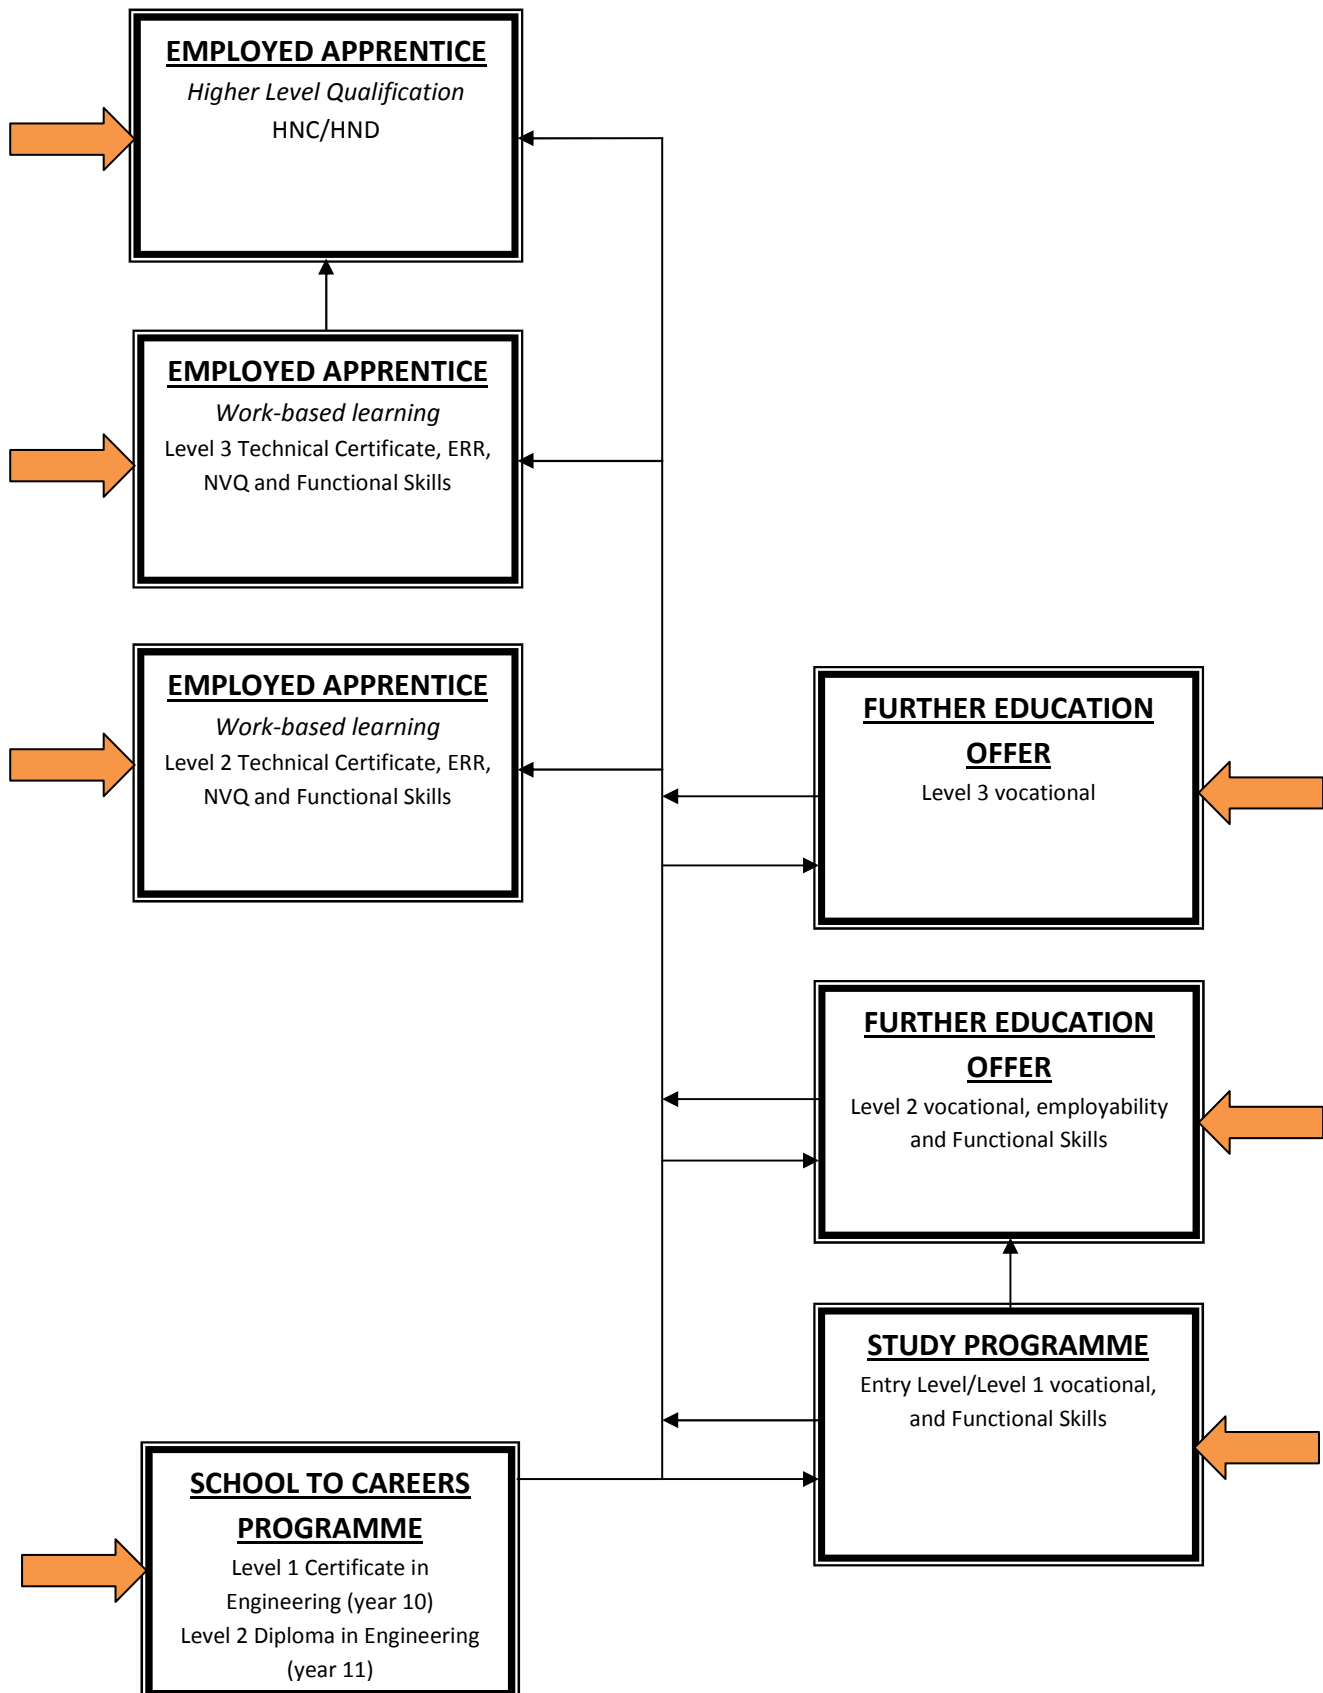 EMPLOYED APPRENTICE
Higher Level Qualification
HNC/HND
EMPLOYED APPRENTICE
Work-based learning
Level 3 Technical Certificate, ERR,
NVQ and Functional Skills
EMPLOYED APPRENTICE
Work-based learning
Level 2 Technical Certificate, ERR,
NVQ and Functional Skills
FURTHER EDUCATION
OFFER
Level 3 vocational
FURTHER EDUCATION
OFFER
Level 2 vocational, employability
and Functional Skills
STUDY PROGRAMME
Entry Level/Level 1 vocational,
and Functional Skills
SCHOOL TO CAREERS
PROGRAMME
Level 1 Certificate in
Engineering (year 10)
Level 2 Diploma in Engineering
(year 11)